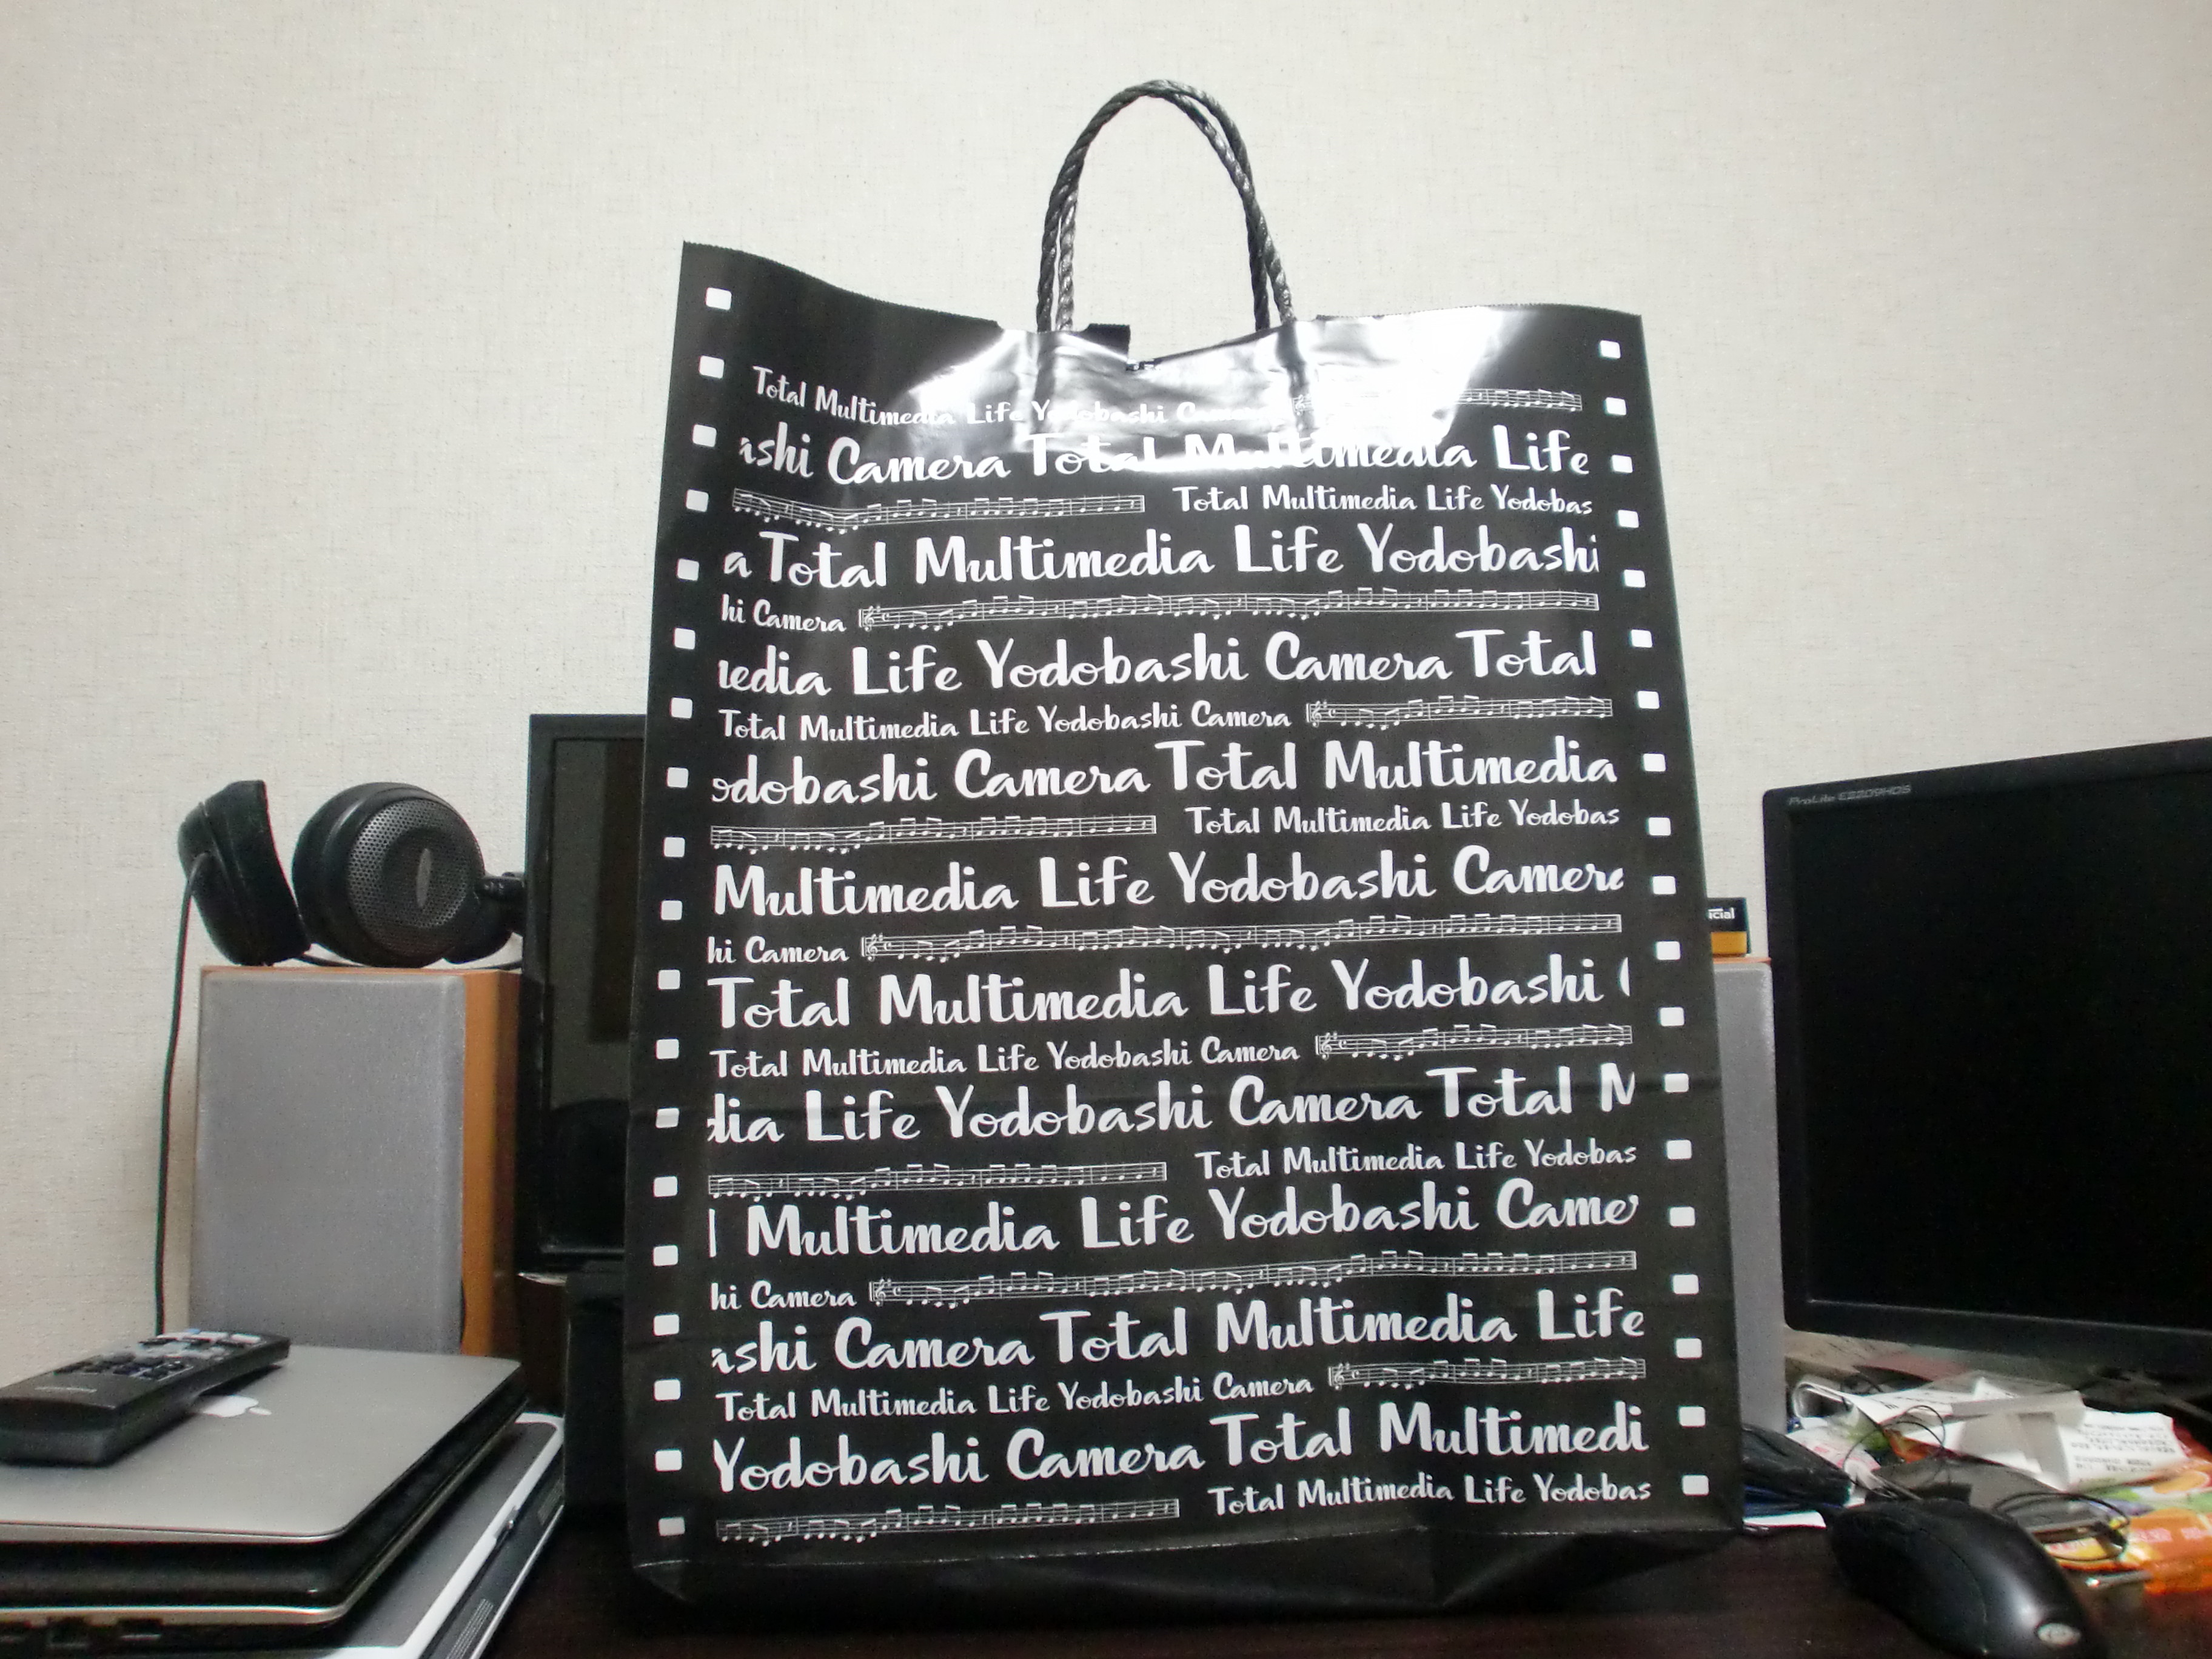 Total Multimedia Life Yodobashi Camera
ashi Camera Total Multimedia Life
Total Multimedia Life Yodobas
a Total Multimedia Life Yodobashi
hi Camera
edia Life Yodobashi Camera Total
Total Multimedia Life Yodobashi Camera
odobashi Camera Total Multimedia
Total Multimedia Life Yodobas
Multimedia Life Yodobashi Camera
hi Camera
Total Multimedia Life Yodobashi
Total Multimedia Life Yodobashi Camera
dia Life Yodobashi Camera Total M
Total Multimedia Life Yodobas
l Multimedia Life Yodobashi Came
hi Camera
ashi Camera Total Multimedia Life
Total Multimedia Life Yodobashi Camera
Yodobashi Camera Total Multimedi
Total Multimedia Life Yodobas
ProLite E2209HDS
icial